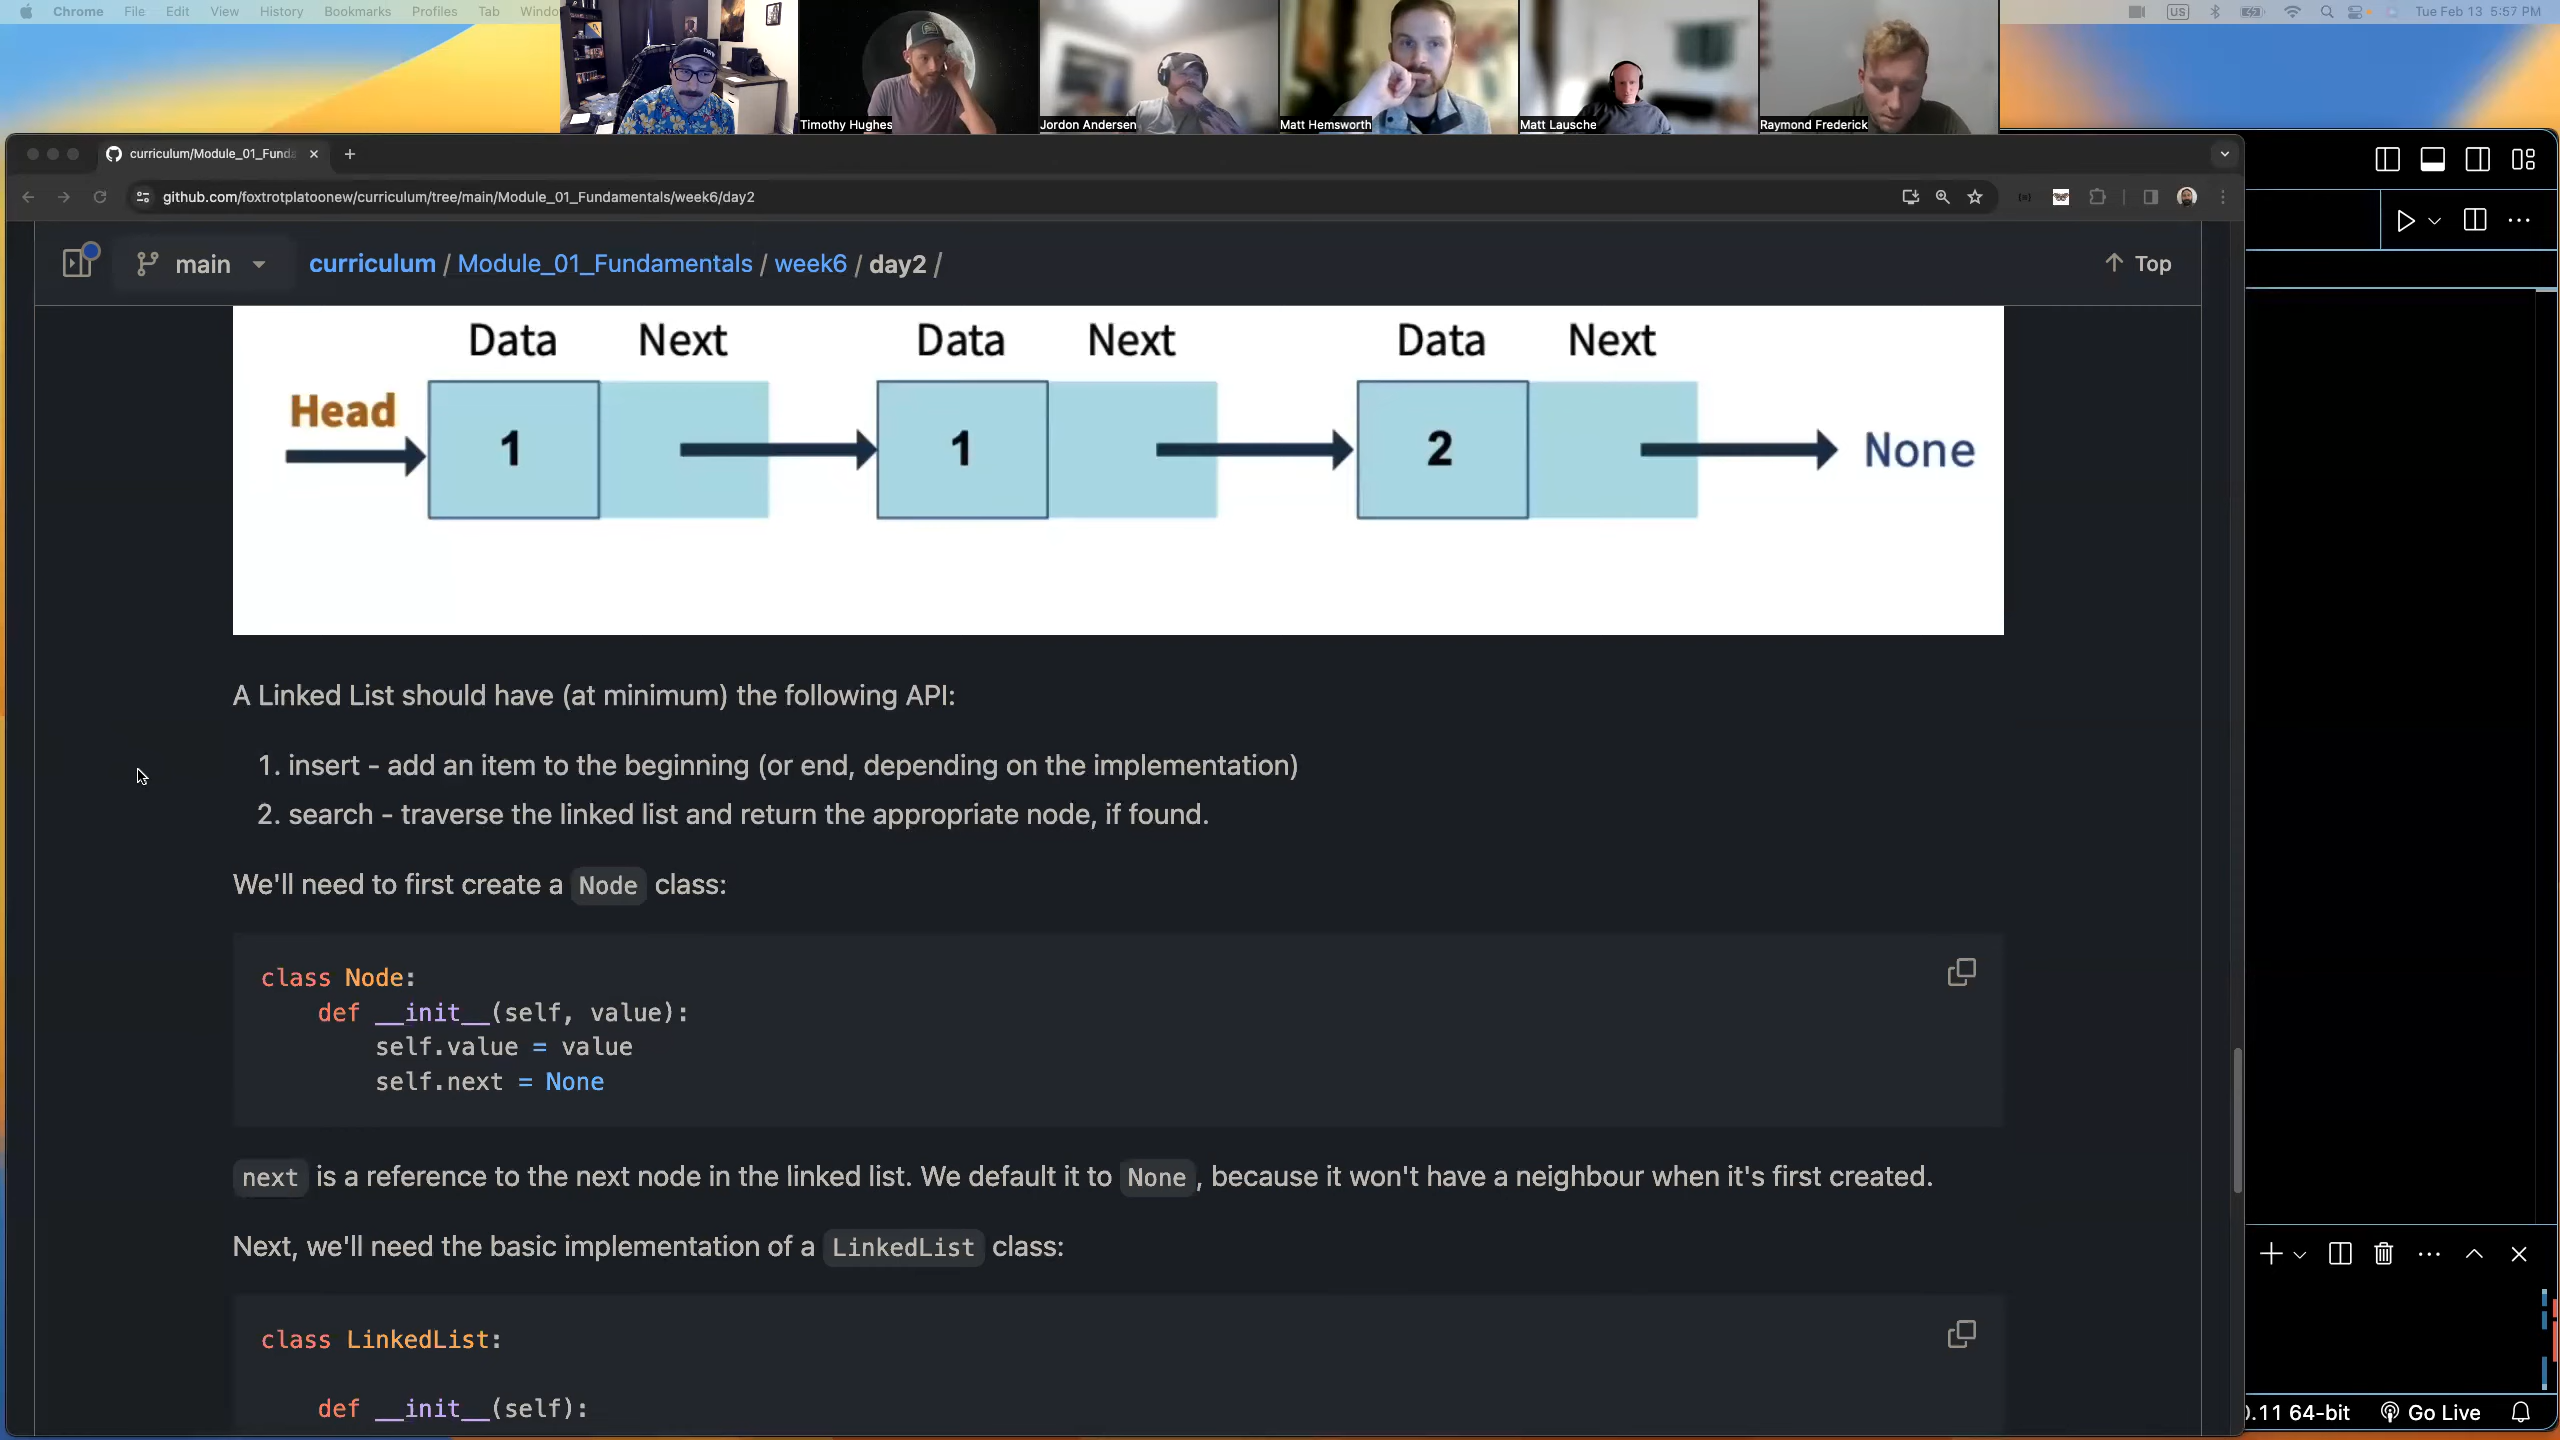 Chrome File Edit View History Bookmarks Profiles Tab Windo
US
Tue Feb 13 5:57 PM
Timothy Hughes
Jordon Andersen
Matt Hemsworth
Matt Lausche
Raymond Frederick
curriculum/Module_01_Funda
github.com/foxtrotplatoonew/curriculum/tree/main/Module_01_Fundamentals/week6/day2
main
curriculum / Module_01_Fundamentals / week6 / day2 /
Top
Data Next Data Next Data Next
Head
1 1 2 None
A Linked List should have (at minimum) the following API:
1. insert - add an item to the beginning (or end, depending on the implementation)
2. search - traverse the linked list and return the appropriate node, if found.
We'll need to first create a Node class:
class Node:
def __init__(self, value):
self.value = value
self.next = None
next is a reference to the next node in the linked list. We default it to None , because it won't have a neighbour when it's first created.
Next, we'll need the basic implementation of a LinkedList class:
class LinkedList:
def __init__(self):
.11 64-bit
Go Live